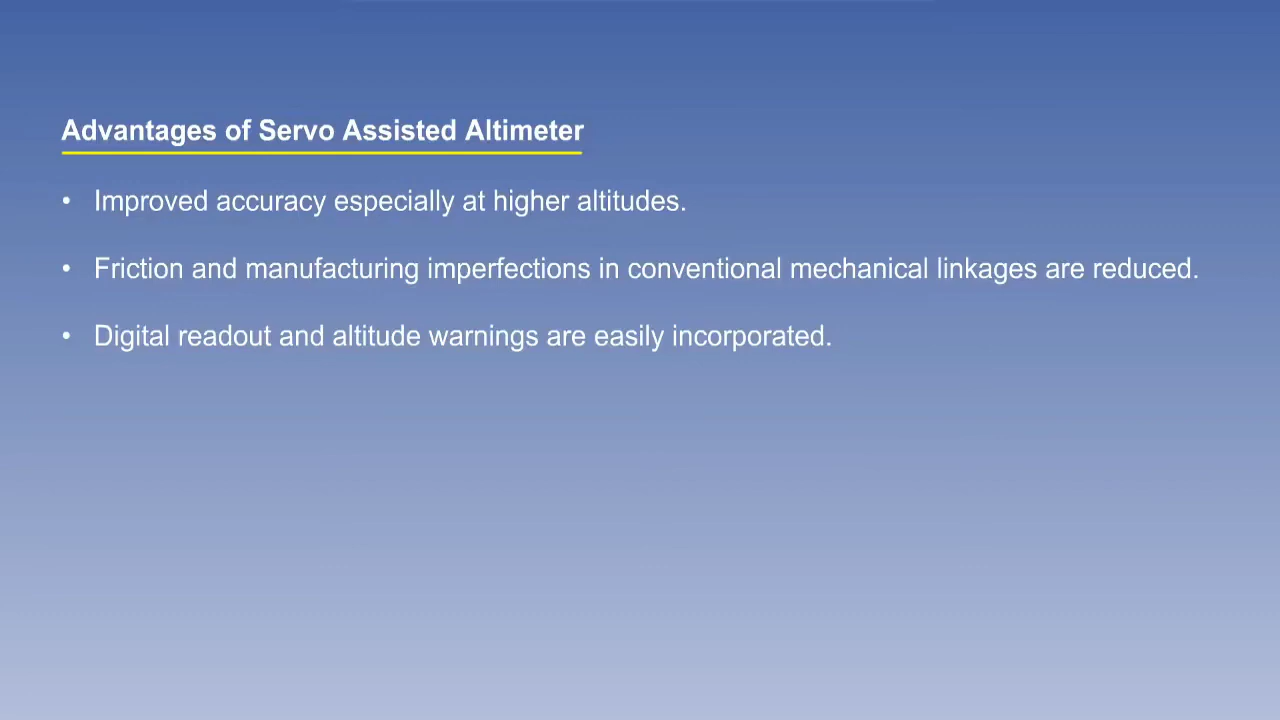 Advantages of Servo Assisted Altimeter
• Improved accuracy especially at higher altitudes.
• Friction and manufacturing imperfections in conventional mechanical linkages are reduced.
• Digital readout and altitude warnings are easily incorporated.